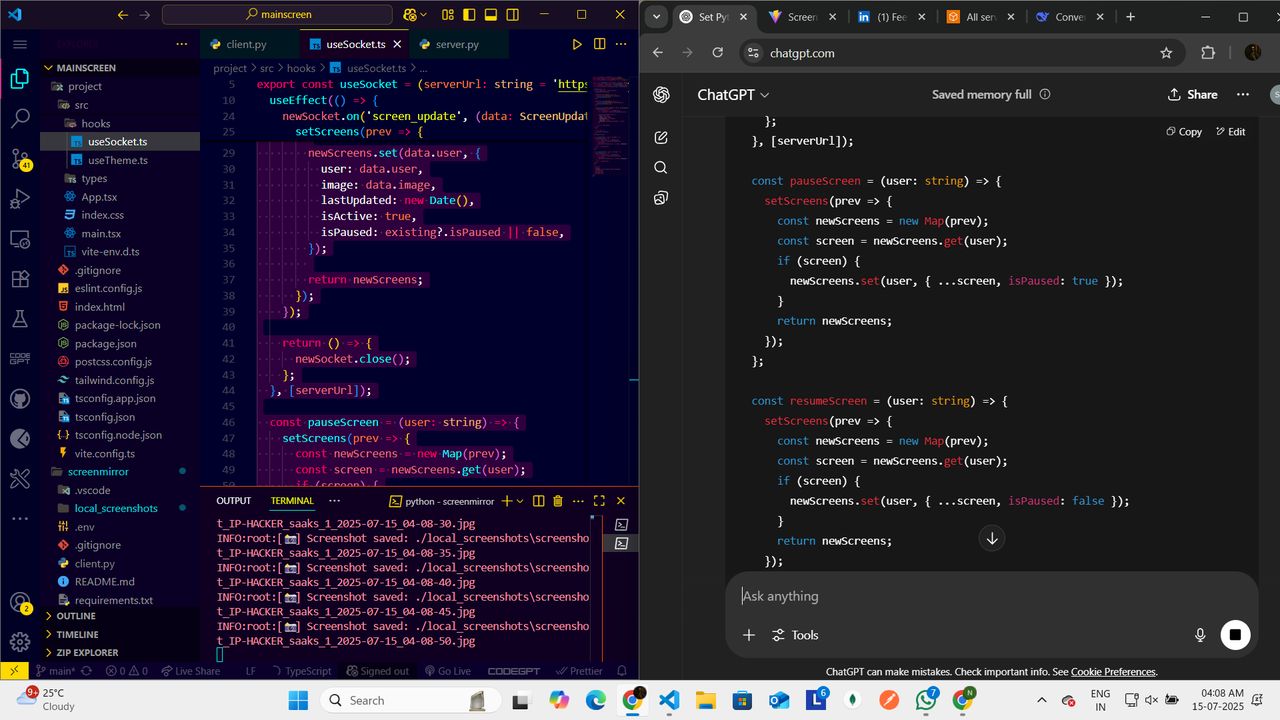 mainscreen
EXPLORER
MAINSCREEN
project
src
hooks
useSocket.ts
useTheme.ts
types
App.tsx
index.css
main.tsx
vite-env.d.ts
.gitignore
eslint.config.js
index.html
package-lock.json
package.json
postcss.config.js
tailwind.config.js
tsconfig.app.json
tsconfig.json
tsconfig.node.json
vite.config.ts
screenmirror
.vscode
local_screenshots
.env
.gitignore
client.py
README.md
requirements.txt
OUTLINE
TIMELINE
ZIP EXPLORER
41
CODE
GPT
2
client.py
useSocket.ts
server.py
project > src > hooks > useSocket.ts > ...
5 export const useSocket = (serverUrl: string = 'https
10 useEffect(() => {
24 newSocket.on('screen_update', (data: ScreenUpdat
25 setScreens(prev => {
29 newScreens.set(data.user, {
30 user: data.user,
31 image: data.image,
32 lastUpdated: new Date(),
33 isActive: true,
34 isPaused: existing?.isPaused || false,
35 });
36
37 return newScreens;
38 });
39 });
40
41 return () => {
42 newSocket.close();
43 };
44 }, [serverUrl]);
45
46 const pauseScreen = (user: string) => {
47 setScreens(prev => {
48 const newScreens = new Map(prev);
49 const screen = newScreens.get(user);
50 if (screen) {
OUTPUT
TERMINAL
python - screenmirror
t_IP-HACKER_saaks_1_2025-07-15_04-08-30.jpg
INFO:root:[📸] Screenshot saved: ./local_screenshots\screensho
t_IP-HACKER_saaks_1_2025-07-15_04-08-35.jpg
INFO:root:[📸] Screenshot saved: ./local_screenshots\screensho
t_IP-HACKER_saaks_1_2025-07-15_04-08-40.jpg
INFO:root:[📸] Screenshot saved: ./local_screenshots\screensho
t_IP-HACKER_saaks_1_2025-07-15_04-08-45.jpg
INFO:root:[📸] Screenshot saved: ./local_screenshots\screensho
t_IP-HACKER_saaks_1_2025-07-15_04-08-50.jpg
main* 0 0 Live Share LF TypeScript Signed out Go Live CODEGPT Prettier
Set Pyt
Screen
(1) Fee
All serv
Conver
chatgpt.com
ChatGPT
Saved memory full
Share
S
Copy
Edit
};
}, [serverUrl]);
const pauseScreen = (user: string) => {
setScreens(prev => {
const newScreens = new Map(prev);
const screen = newScreens.get(user);
if (screen) {
newScreens.set(user, { ...screen, isPaused: true });
}
return newScreens;
});
};
const resumeScreen = (user: string) => {
setScreens(prev => {
const newScreens = new Map(prev);
const screen = newScreens.get(user);
if (screen) {
newScreens.set(user, { ...screen, isPaused: false });
}
return newScreens;
});
Ask anything
Tools
ChatGPT can make mistakes. Check important info. See Cookie Preferences.
9+
25°C
Cloudy
Search
L
6
7
N
ENG
IN
04:08 AM
15-07-2025